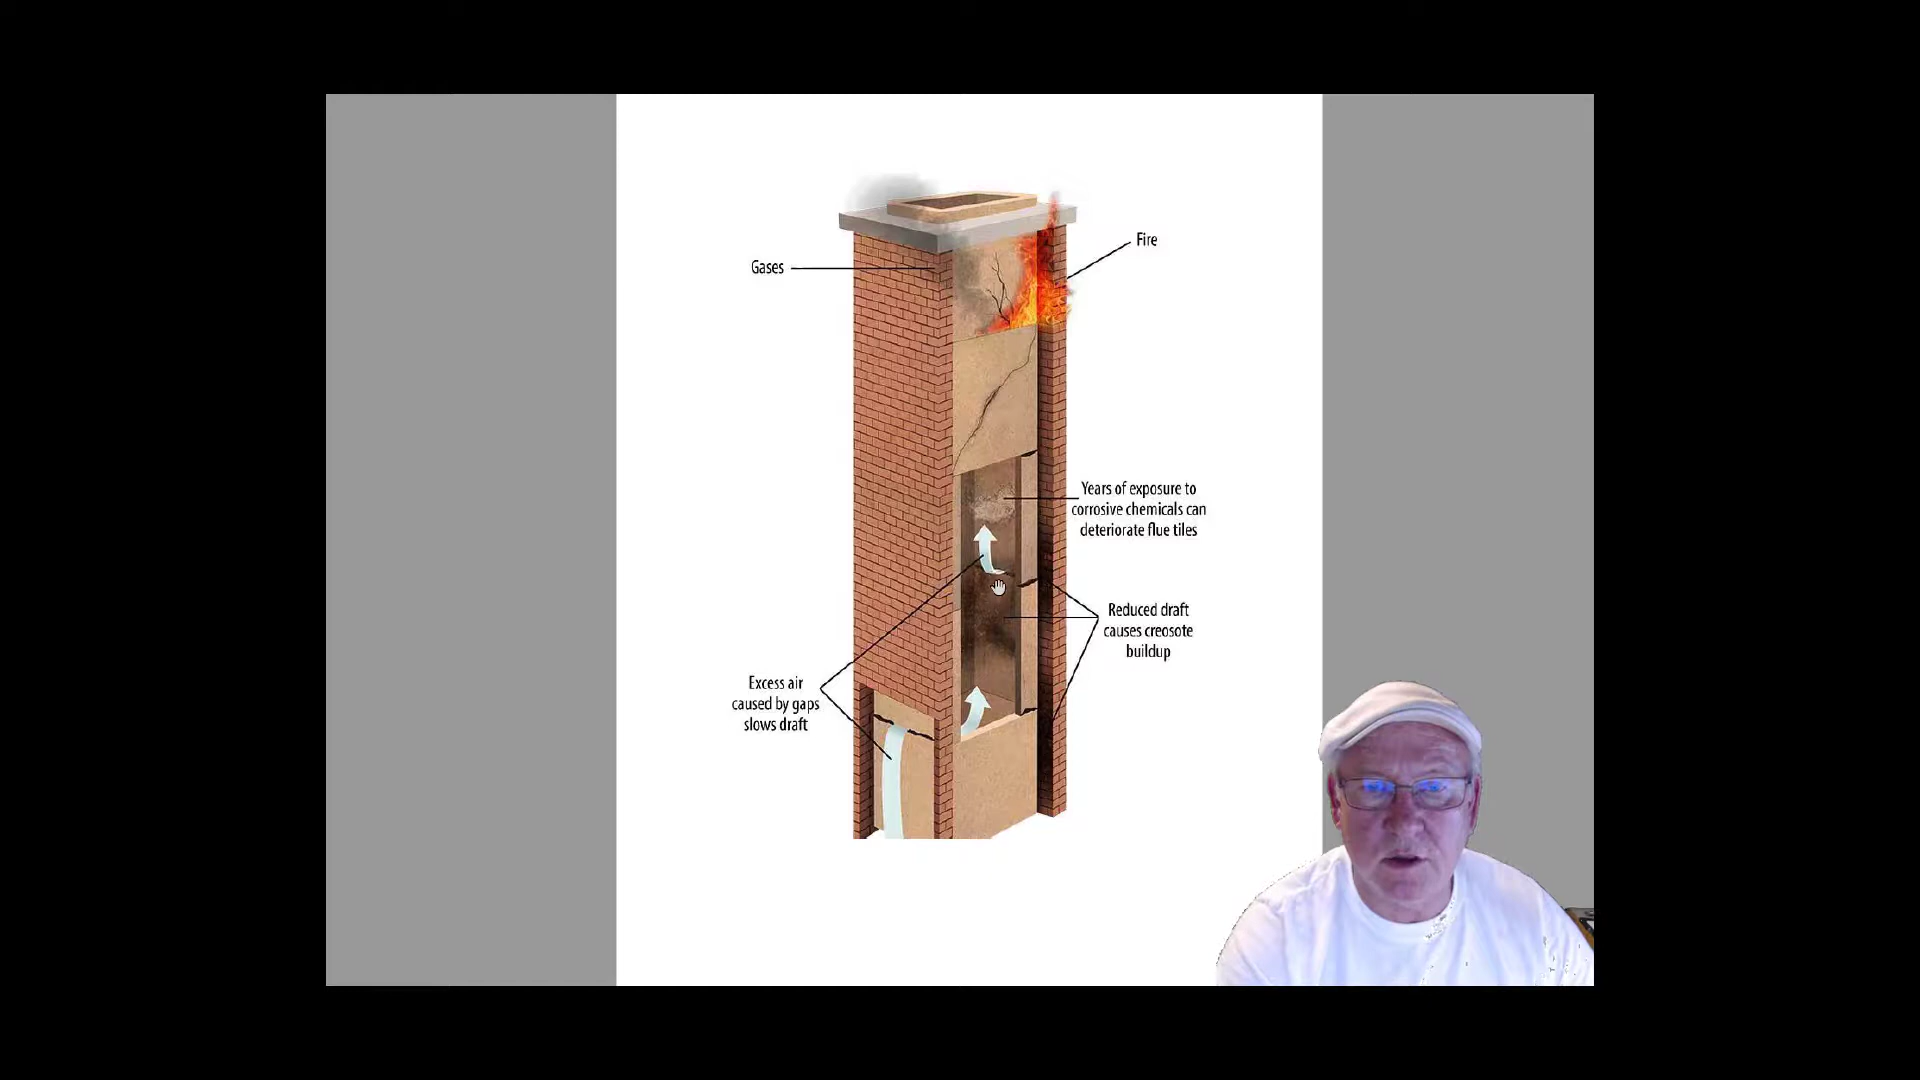 Fire
Gases
Years of exposure to
corrosive chemicals can
deteriorate flue tiles
Reduced draft
causes creosote
buildup
Excess air
caused by gaps
slows draft